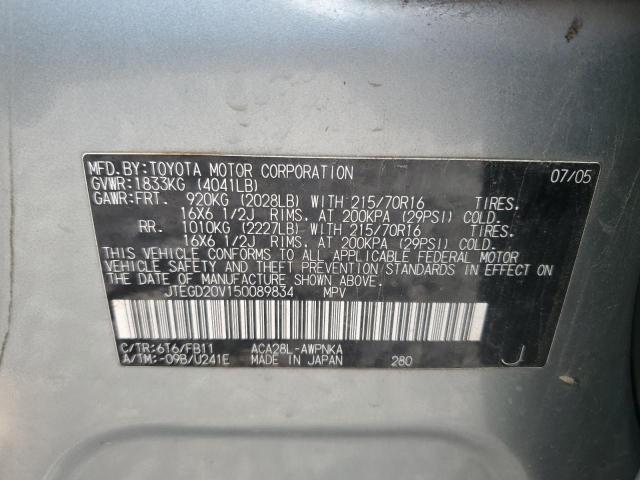 MFD.BY:TOYOTA MOTOR CORPORATION 07/05
GVWR:1833KG (4041LB)
GAWR:FRT. 920KG (2028LB) WITH 215/70R16 TIRES.
16X6 1/2J RIMS. AT 200KPA (29PSI) COLD.
RR. 1010KG (2227LB) WITH 215/70R16 TIRES.
16X6 1/2J RIMS. AT 200KPA (29PSI) COLD.
THIS VEHICLE CONFORMS TO ALL APPLICABLE FEDERAL MOTOR
VEHICLE SAFETY AND THEFT PREVENTION STANDARDS IN EFFECT ON
THE DATE OF MANUFACTURE SHOWN ABOVE.
JTEGD20V150089834 MPV
C/TR:6T6/FB11 ACA28L-AWPNKA
A/TM:-09B/U241E MADE IN JAPAN 280 J